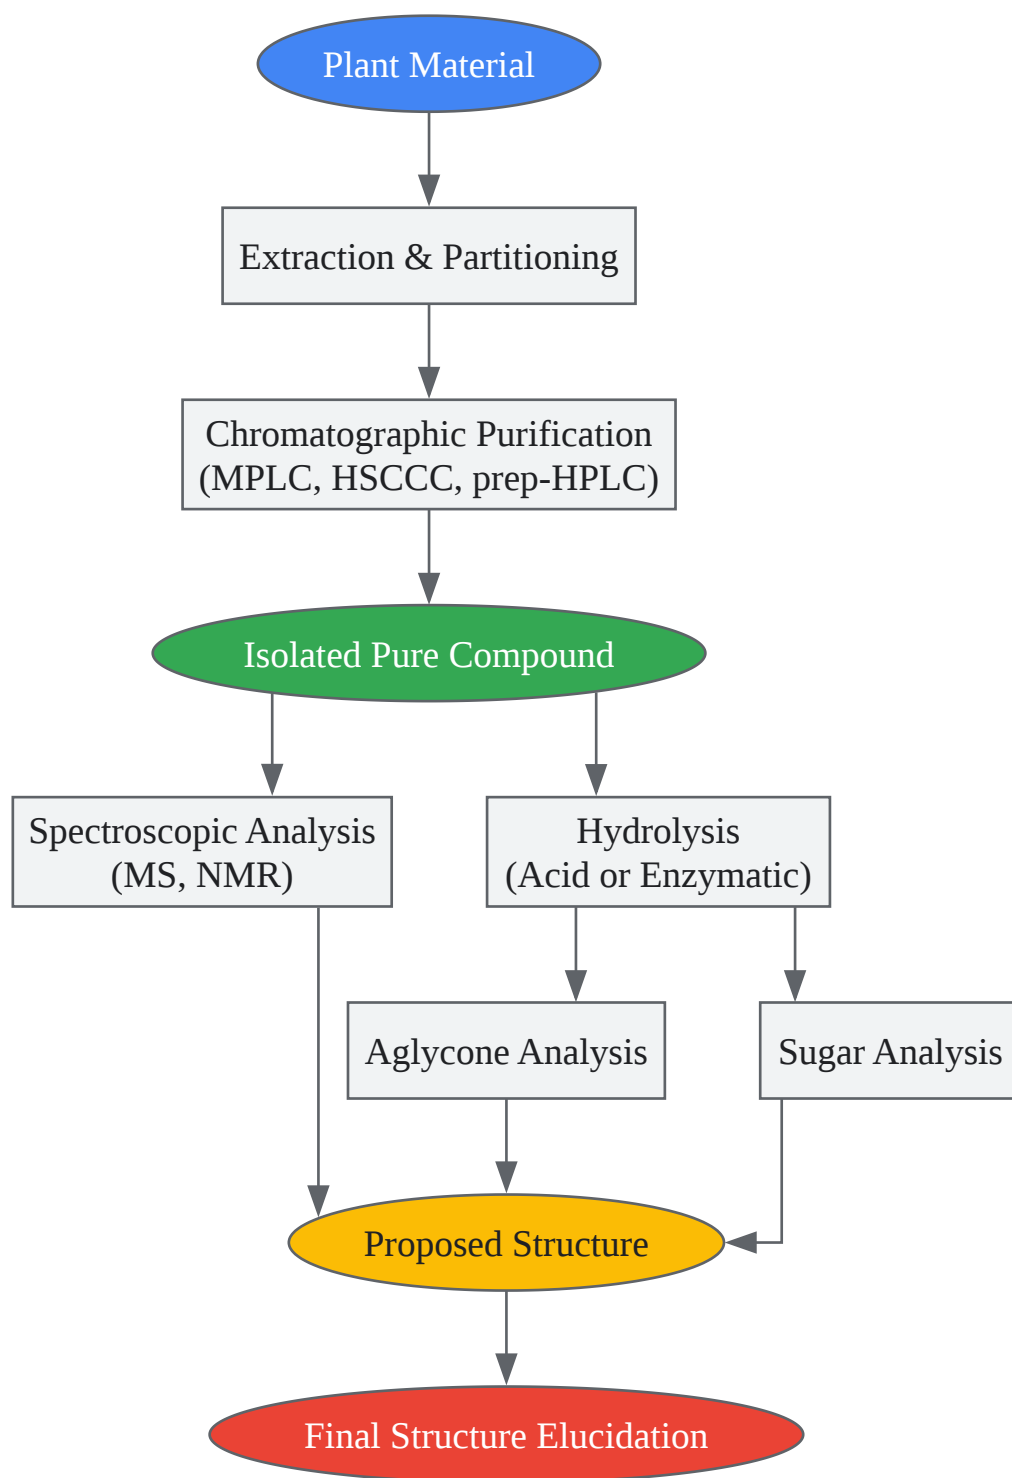 Plant Material
Extraction & Partitioning
Chromatographic Purification
(MPLC, HSCCC, prep-HPLC)
Isolated Pure Compound
Spectroscopic Analysis
(MS, NMR)
Hydrolysis
(Acid or Enzymatic)
Aglycone Analysis
Sugar Analysis
Proposed Structure
Final Structure Elucidation